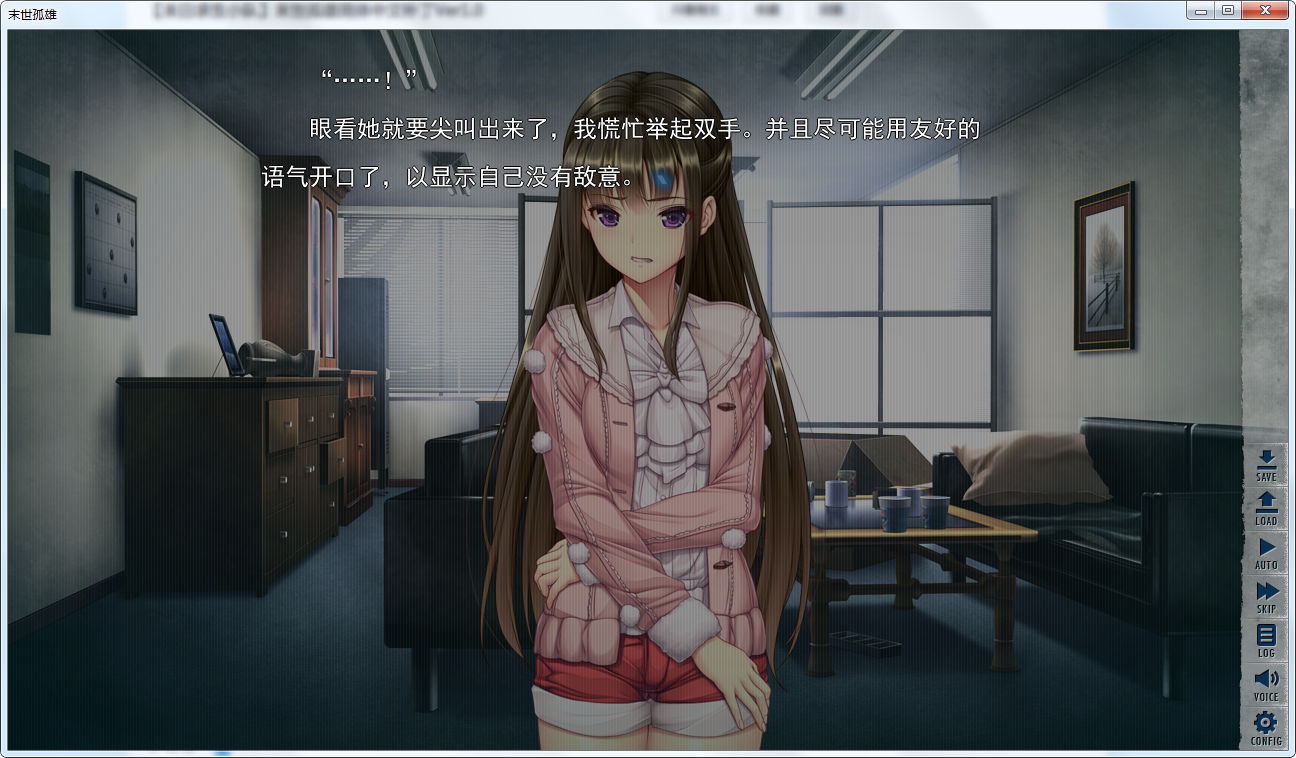 末世孤雄
“……！”
眼看她就要尖叫出来了，我慌忙举起双手。并且尽可能用友好的
语气开口了，以显示自己没有敌意。
SAVE
LOAD
AUTO
SKIP
LOG
VOICE
CONFIG